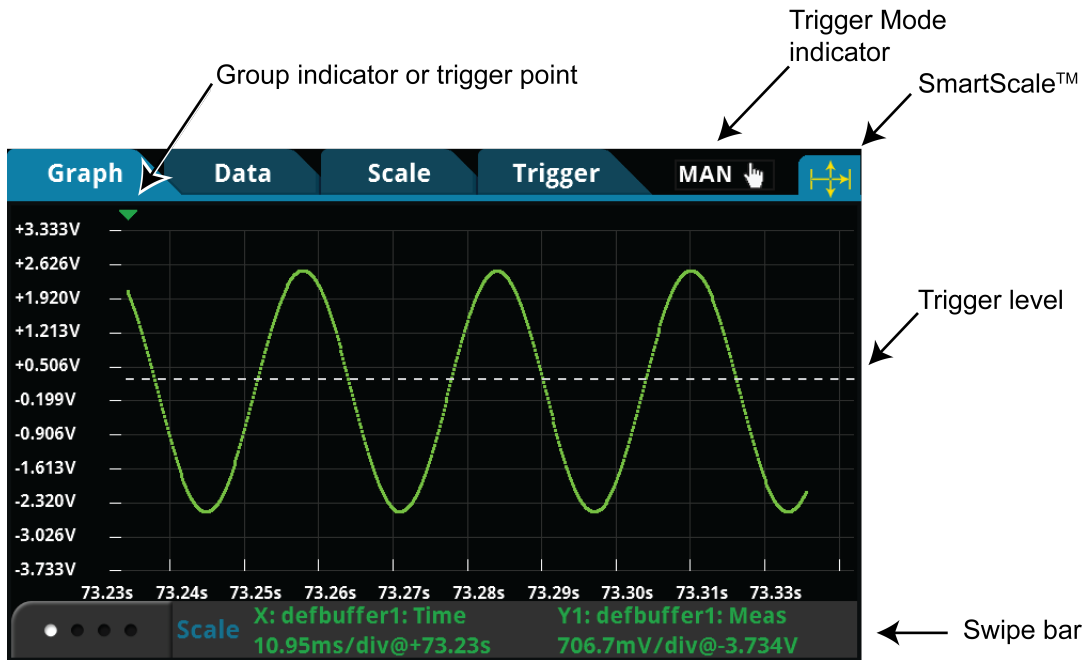 Trigger Mode
indicator
Group indicator or trigger point
SmartScale™
Graph
Data
Scale
Trigger
MAN
+3.333V
+2.626V
+1.920V
+1.213V
+0.506V
-0.199V
-0.906V
-1.613V
-2.320V
-3.026V
-3.733V
Trigger level
73.23s 73.24s 73.25s 73.26s 73.27s 73.28s 73.29s 73.30s 73.31s 73.33s
Scale
X: defbuffer1: Time
10.95ms/div@+73.23s
Y1: defbuffer1: Meas
706.7mV/div@-3.734V
Swipe bar